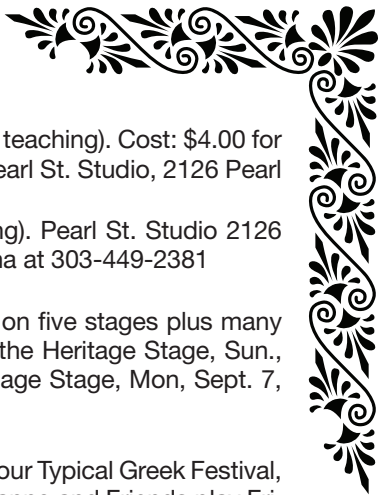 teaching). Cost: $4.00 for
earl St. Studio, 2126 Pearl
ng). Pearl St. Studio 2126
na at 303-449-2381
on five stages plus many
the Heritage Stage, Sun.,
age Stage, Mon, Sept. 7,
our Typical Greek Festival,